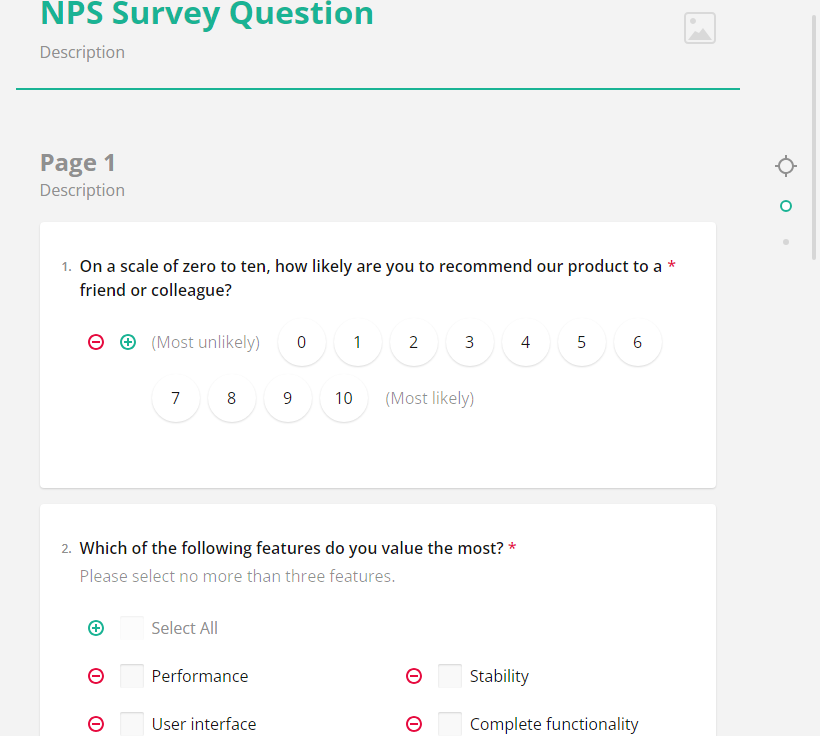 NPS Survey Question
Description
Page 1
Description
1. On a scale of zero to ten, how likely are you to recommend our product to a *
friend or colleague?
(Most unlikely) 0 1 2 3 4 5 6
7 8 9 10 (Most likely)
2. Which of the following features do you value the most? *
Please select no more than three features.
Select All
Performance Stability
User interface Complete functionality